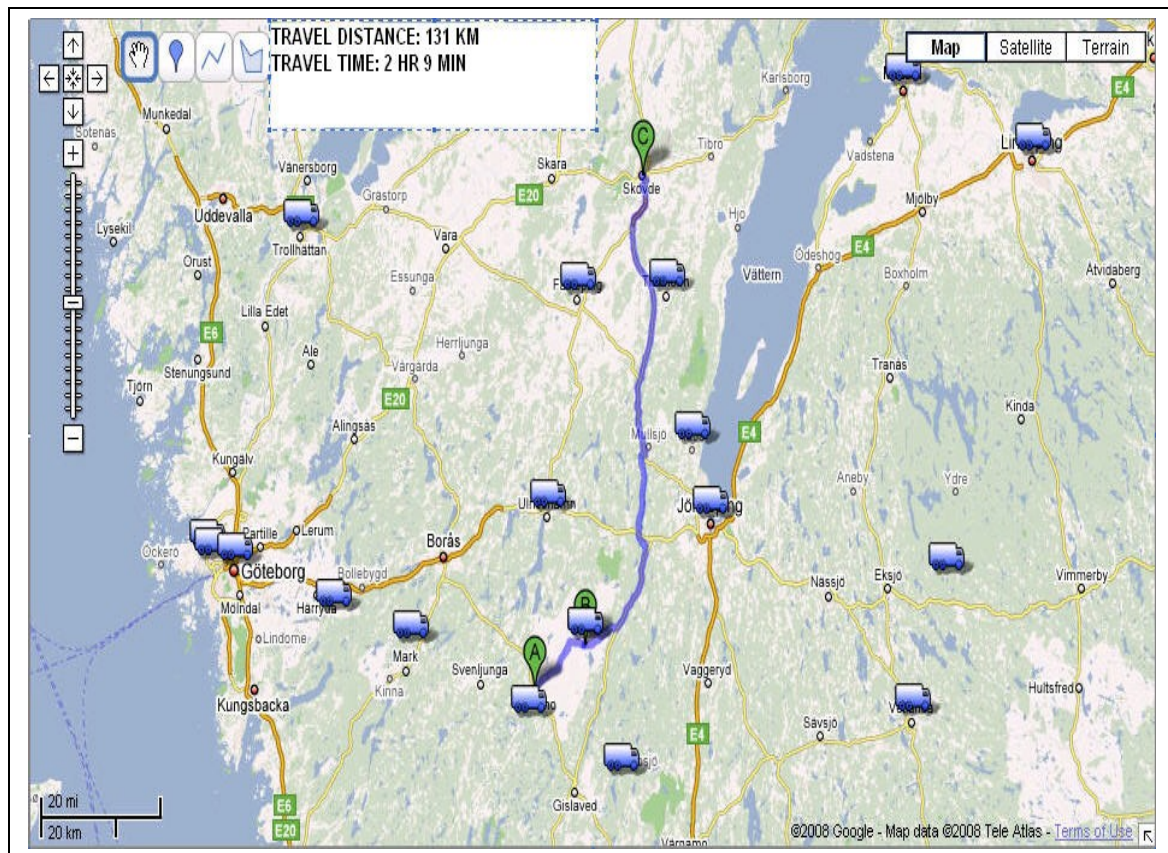 TRAVEL DISTANCE: 131 KM
TRAVEL TIME: 2 HR 9 MIN
Map
Satellite
Terrain
Karlsborg
Munkedal
Sotenäs
Tibro
Vänersborg
Skara
Vadstena
C
Skövde
E20
Grästorp
Mjölby
Uddevalla
Lysekil
Hjo
Trollhättan
Vara
E4
Ödeshög
Vättern
Orust
Essunga
Boxholm
Åtvidaberg
Lilla Edet
E6
Herrljunga
Ale
Stenungsund
Vårgårda
Tranås
Tjörn
E20
Kinda
Alingsås
E4
Mullsjö
Kungälv
Aneby
Ydre
Partille
Lerum
Borås
Öckerö
Göteborg
Bollebygd
Nässjö
Eksjö
Vimmerby
Mölndal
Härryda
B
Lindome
Mark
A
Svenljunga
Vaggeryd
Kinna
Hultsfred
Kungsbacka
Sävsjö
E4
20 mi
E6
Gislaved
20 km
E20
Värnamo
©2008 Google - Map data ©2008 Tele Atlas - Terms of Use